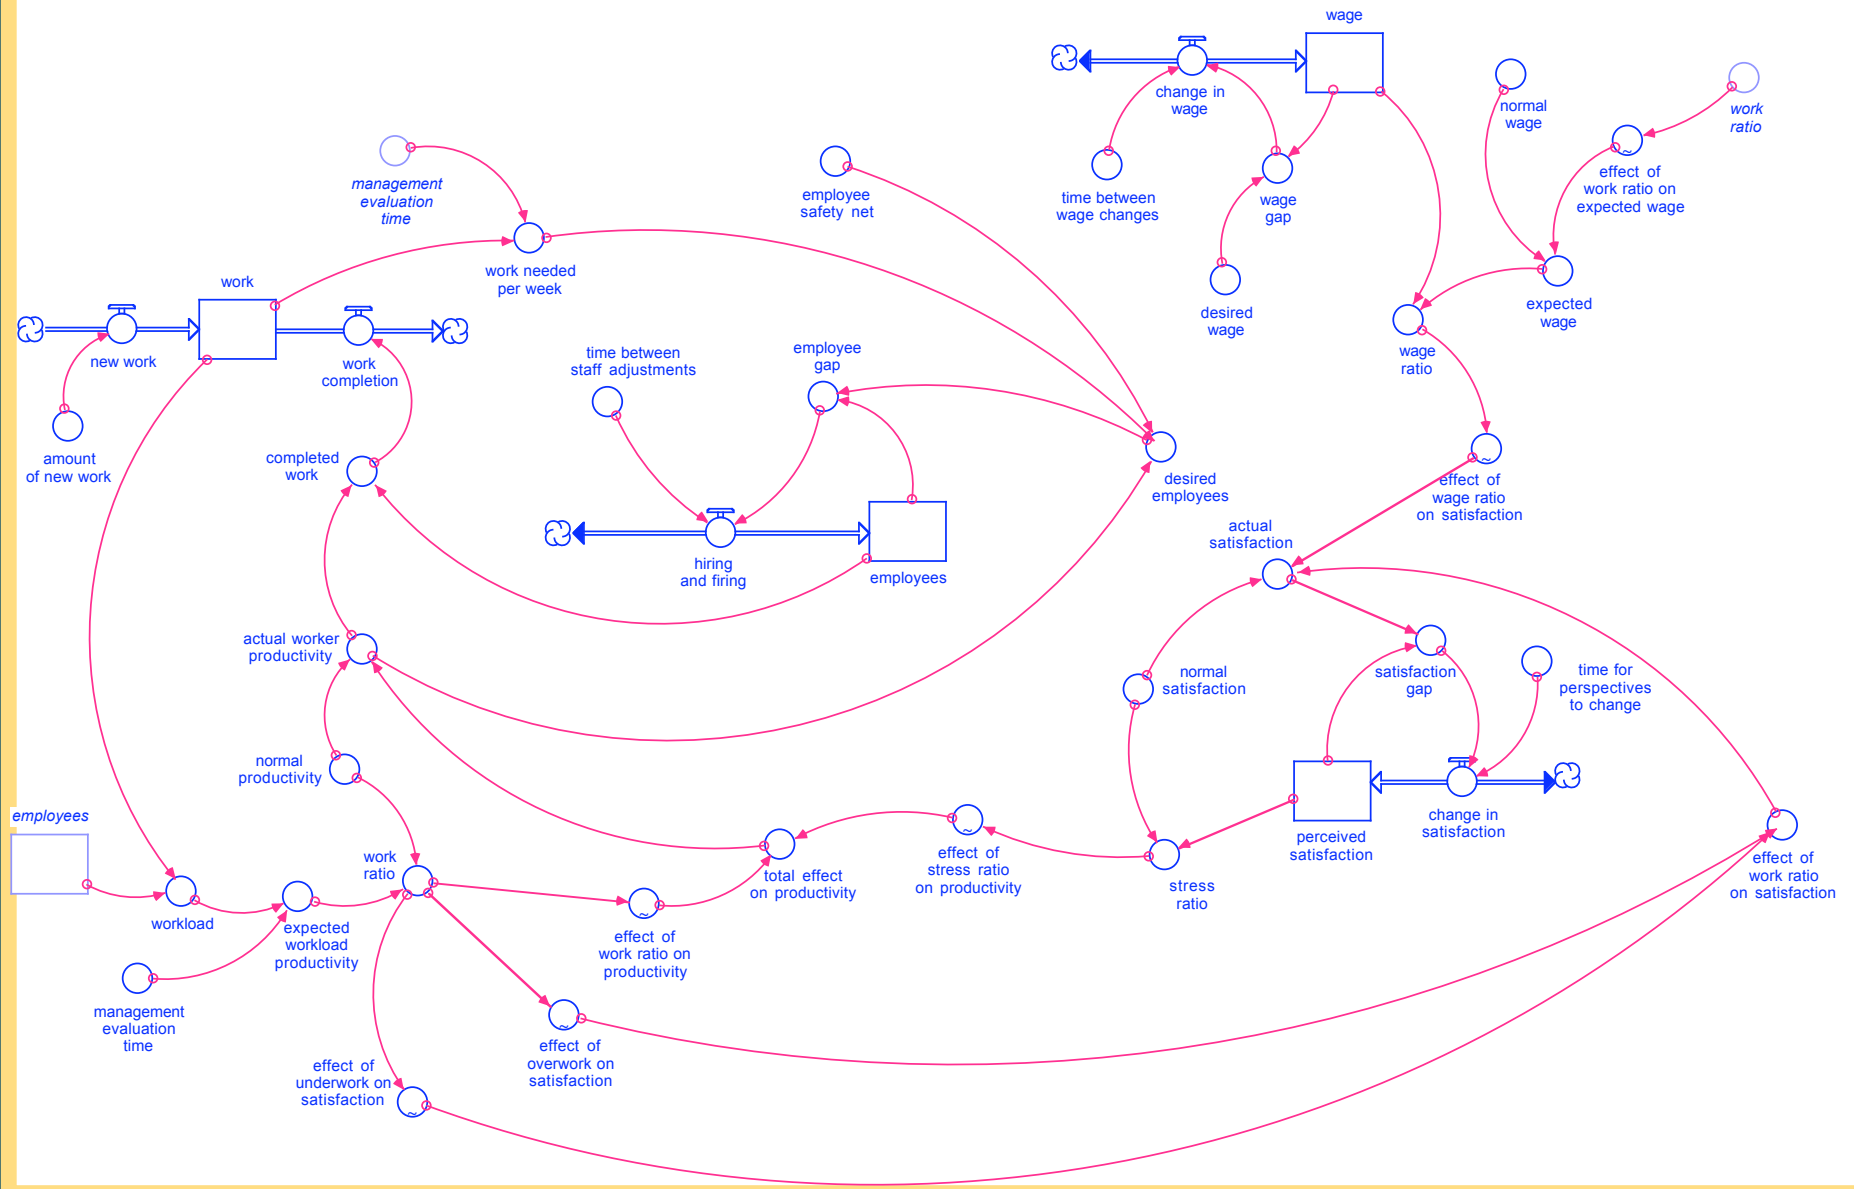 wage
change in
wage
normal
wage
work
ratio
management
evaluation
time
employee
safety net
time between
wage changes
wage
gap
effect of
work ratio on
expected wage
work
work needed
per week
desired
wage
expected
wage
new work
work
completion
time between
staff adjustments
employee
gap
wage
ratio
amount
of new work
completed
work
desired
employees
effect of
wage ratio
on satisfaction
actual
satisfaction
hiring
and firing
employees
actual worker
productivity
normal
satisfaction
satisfaction
gap
time for
perspectives
to change
normal
productivity
employees
change in
satisfaction
perceived
satisfaction
work
ratio
total effect
on productivity
effect of
stress ratio
on productivity
stress
ratio
effect of
work ratio
on satisfaction
workload
expected
workload
productivity
effect of
work ratio on
productivity
management
evaluation
time
effect of
overwork on
satisfaction
effect of
underwork on
satisfaction